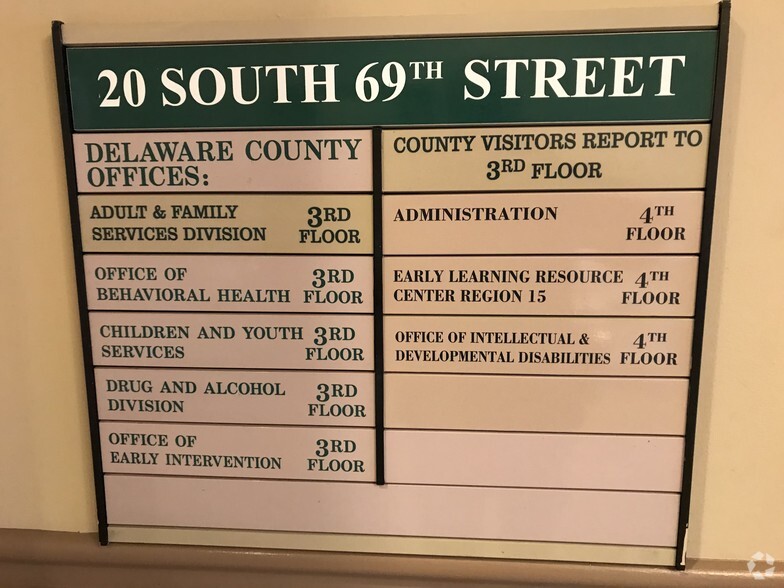 20 SOUTH 69TH STREET
DELAWARE COUNTY
OFFICES:
ADULT & FAMILY
SERVICES DIVISION
3RD
FLOOR
OFFICE OF
BEHAVIORAL HEALTH
3RD
FLOOR
CHILDREN AND YOUTH
SERVICES
3RD
FLOOR
DRUG AND ALCOHOL
DIVISION
3RD
FLOOR
OFFICE OF
EARLY INTERVENTION
3RD
FLOOR
COUNTY VISITORS REPORT TO
3RD FLOOR
ADMINISTRATION
4TH
FLOOR
EARLY LEARNING RESOURCE
CENTER REGION 15
4TH
FLOOR
OFFICE OF INTELLECTUAL &
DEVELOPMENTAL DISABILITIES
4TH
FLOOR